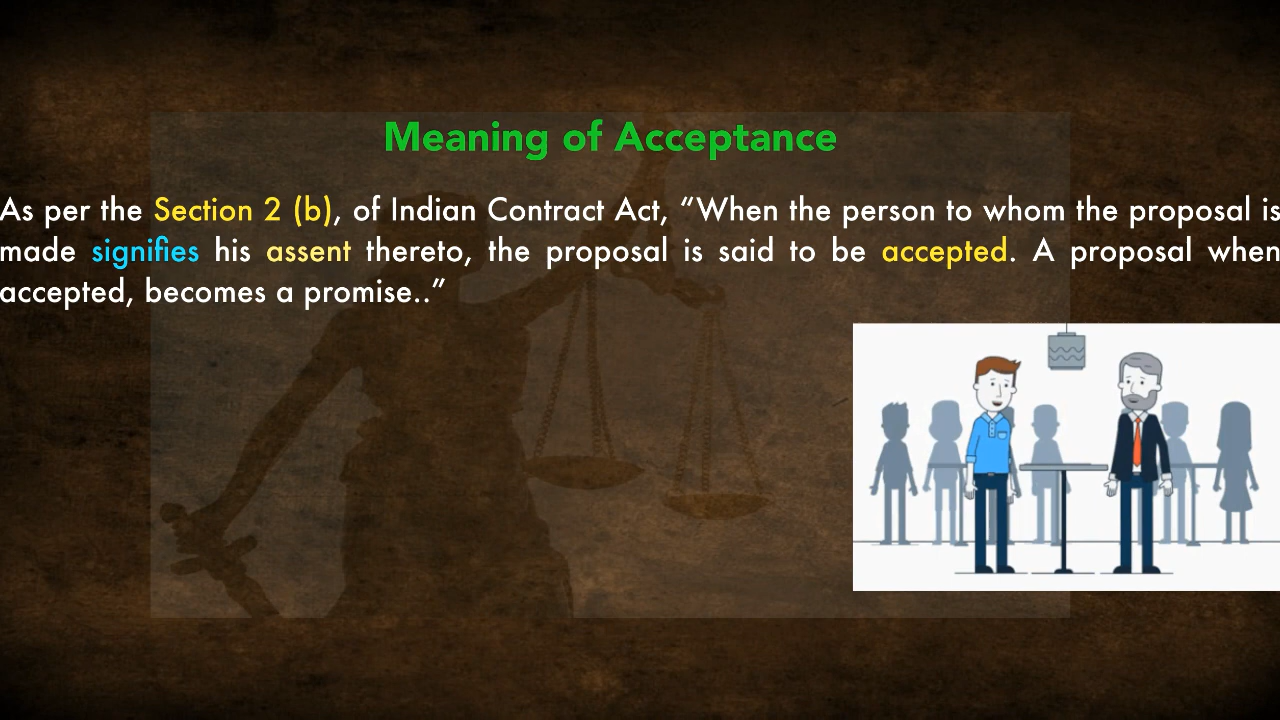 Meaning of Acceptance
As per the Section 2 (b), of Indian Contract Act, “When the person to whom the proposal is
made signifies his assent thereto, the proposal is said to be accepted. A proposal when
accepted, becomes a promise..”